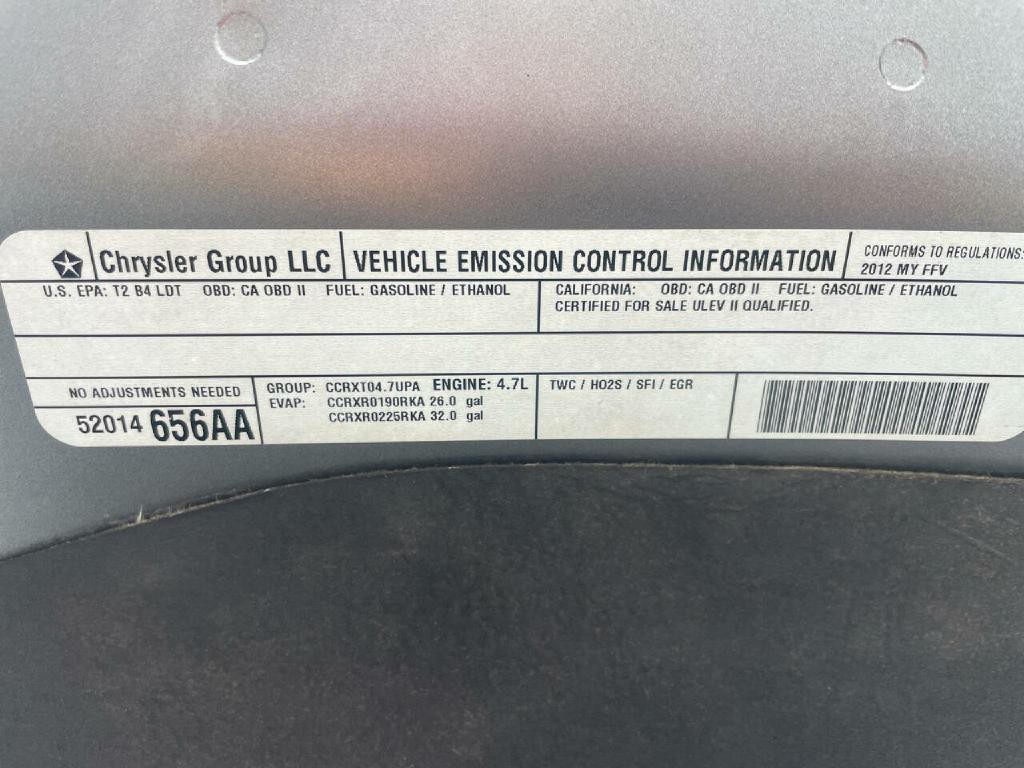 Chrysler Group LLC
VEHICLE EMISSION CONTROL INFORMATION
CONFORMS TO REGULATIONS:
2012 MY FFV
U.S. EPA: T2 B4 LDT OBD: CA OBD II FUEL: GASOLINE / ETHANOL
CALIFORNIA: OBD: CA OBD II FUEL: GASOLINE / ETHANOL
CERTIFIED FOR SALE ULEV II QUALIFIED.
NO ADJUSTMENTS NEEDED
52014 656AA
GROUP: CCRXT04.7UPA ENGINE: 4.7L
EVAP: CCRXR0190RKA 26.0 gal
CCRXR0225RKA 32.0 gal
TWC / HO2S / SFI / EGR